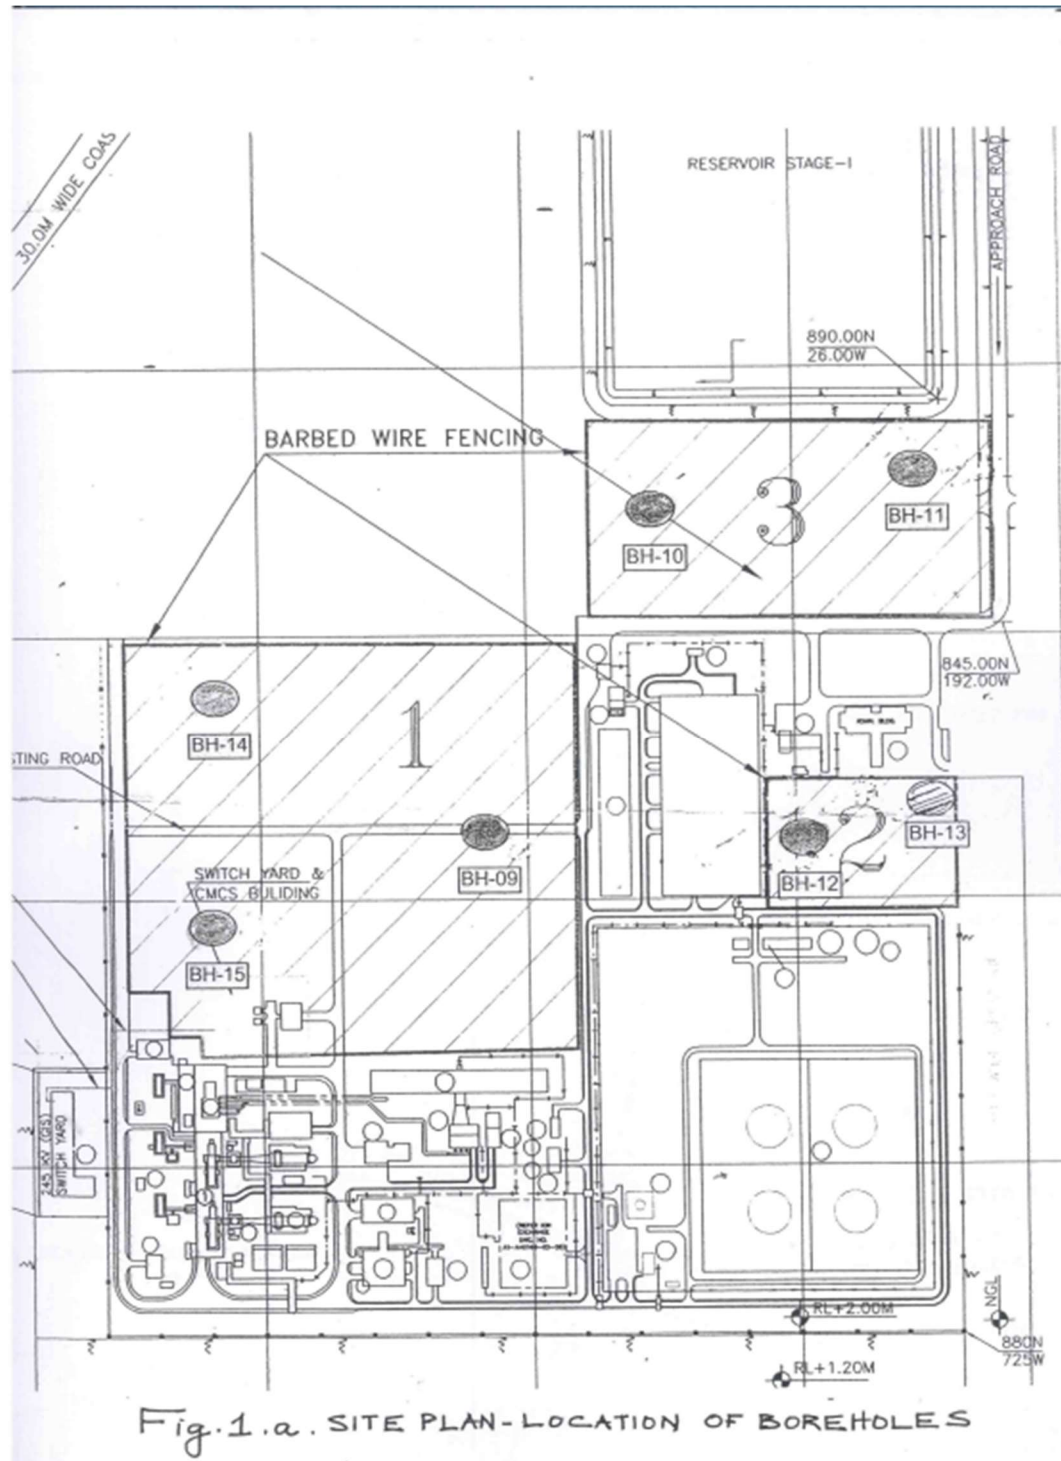 30.0M WIDE COAS
RESERVOIR STAGE-I
APPROACH ROAD
890.00N
26.00W
BARBED WIRE FENCING
3
BH-11
BH-10
845.00N
192.00W
BH-14
1
STING ROAD
2
BH-13
BH-12
SWITCH YARD &
CMCS BULIDING
BH-09
BH-15
245 KV (GIS)
SWITCH YARD
NGL
RL+2.00M
880N
725W
RL+1.20M
Fig.1.a. SITE PLAN-LOCATION OF BOREHOLES